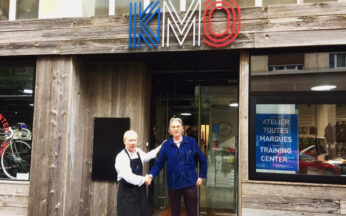 KMO
ATELIER
TOUTES
MARQUES
TRAINING
CENTER